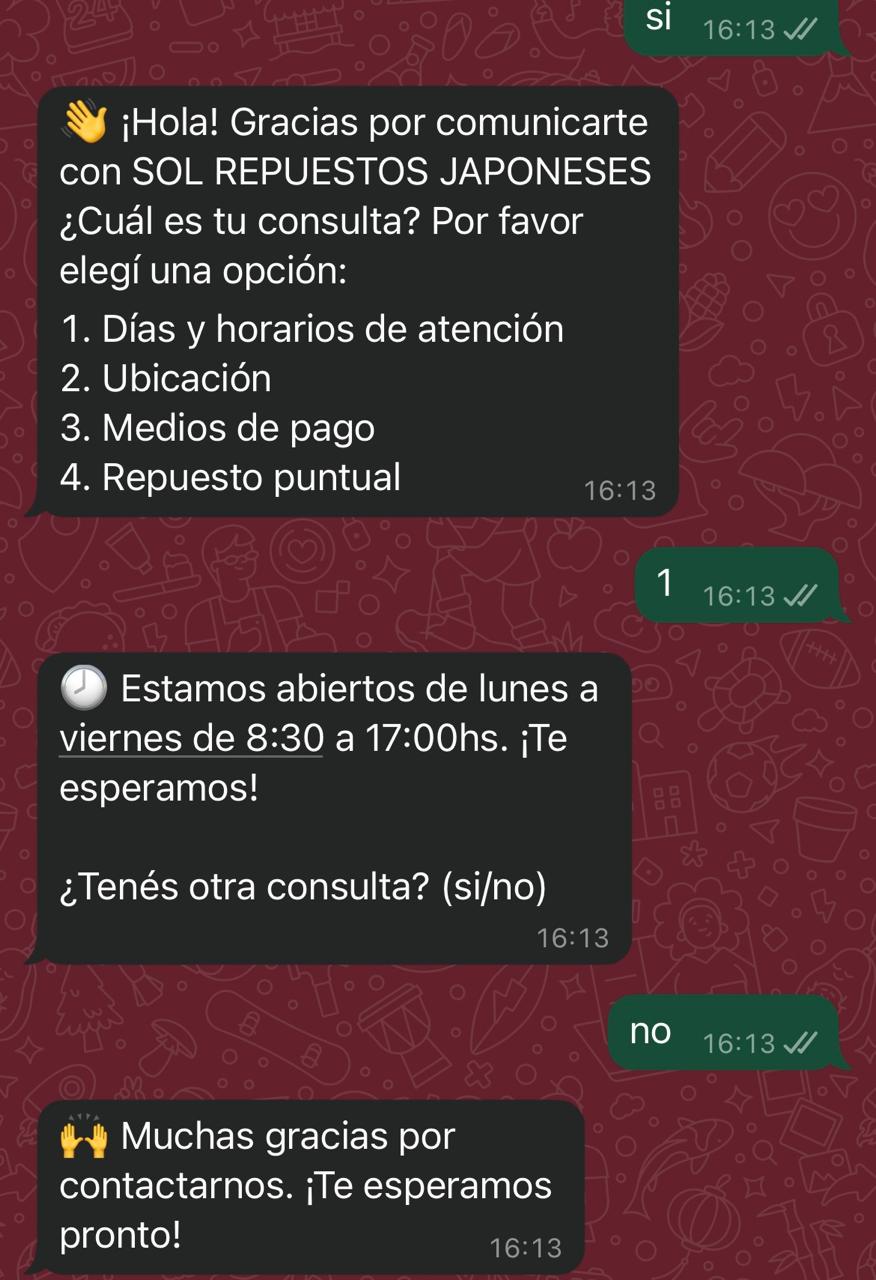 si 16:13
👋 ¡Hola! Gracias por comunicarte
con SOL REPUESTOS JAPONESES
¿Cuál es tu consulta? Por favor
elegí una opción:
1. Días y horarios de atención
2. Ubicación
3. Medios de pago
4. Repuesto puntual
16:13
1 16:13
🕗 Estamos abiertos de lunes a
viernes de 8:30 a 17:00hs. ¡Te
esperamos!
¿Tenés otra consulta? (si/no)
16:13
no 16:13
🙌 Muchas gracias por
contactarnos. ¡Te esperamos
pronto!
16:13